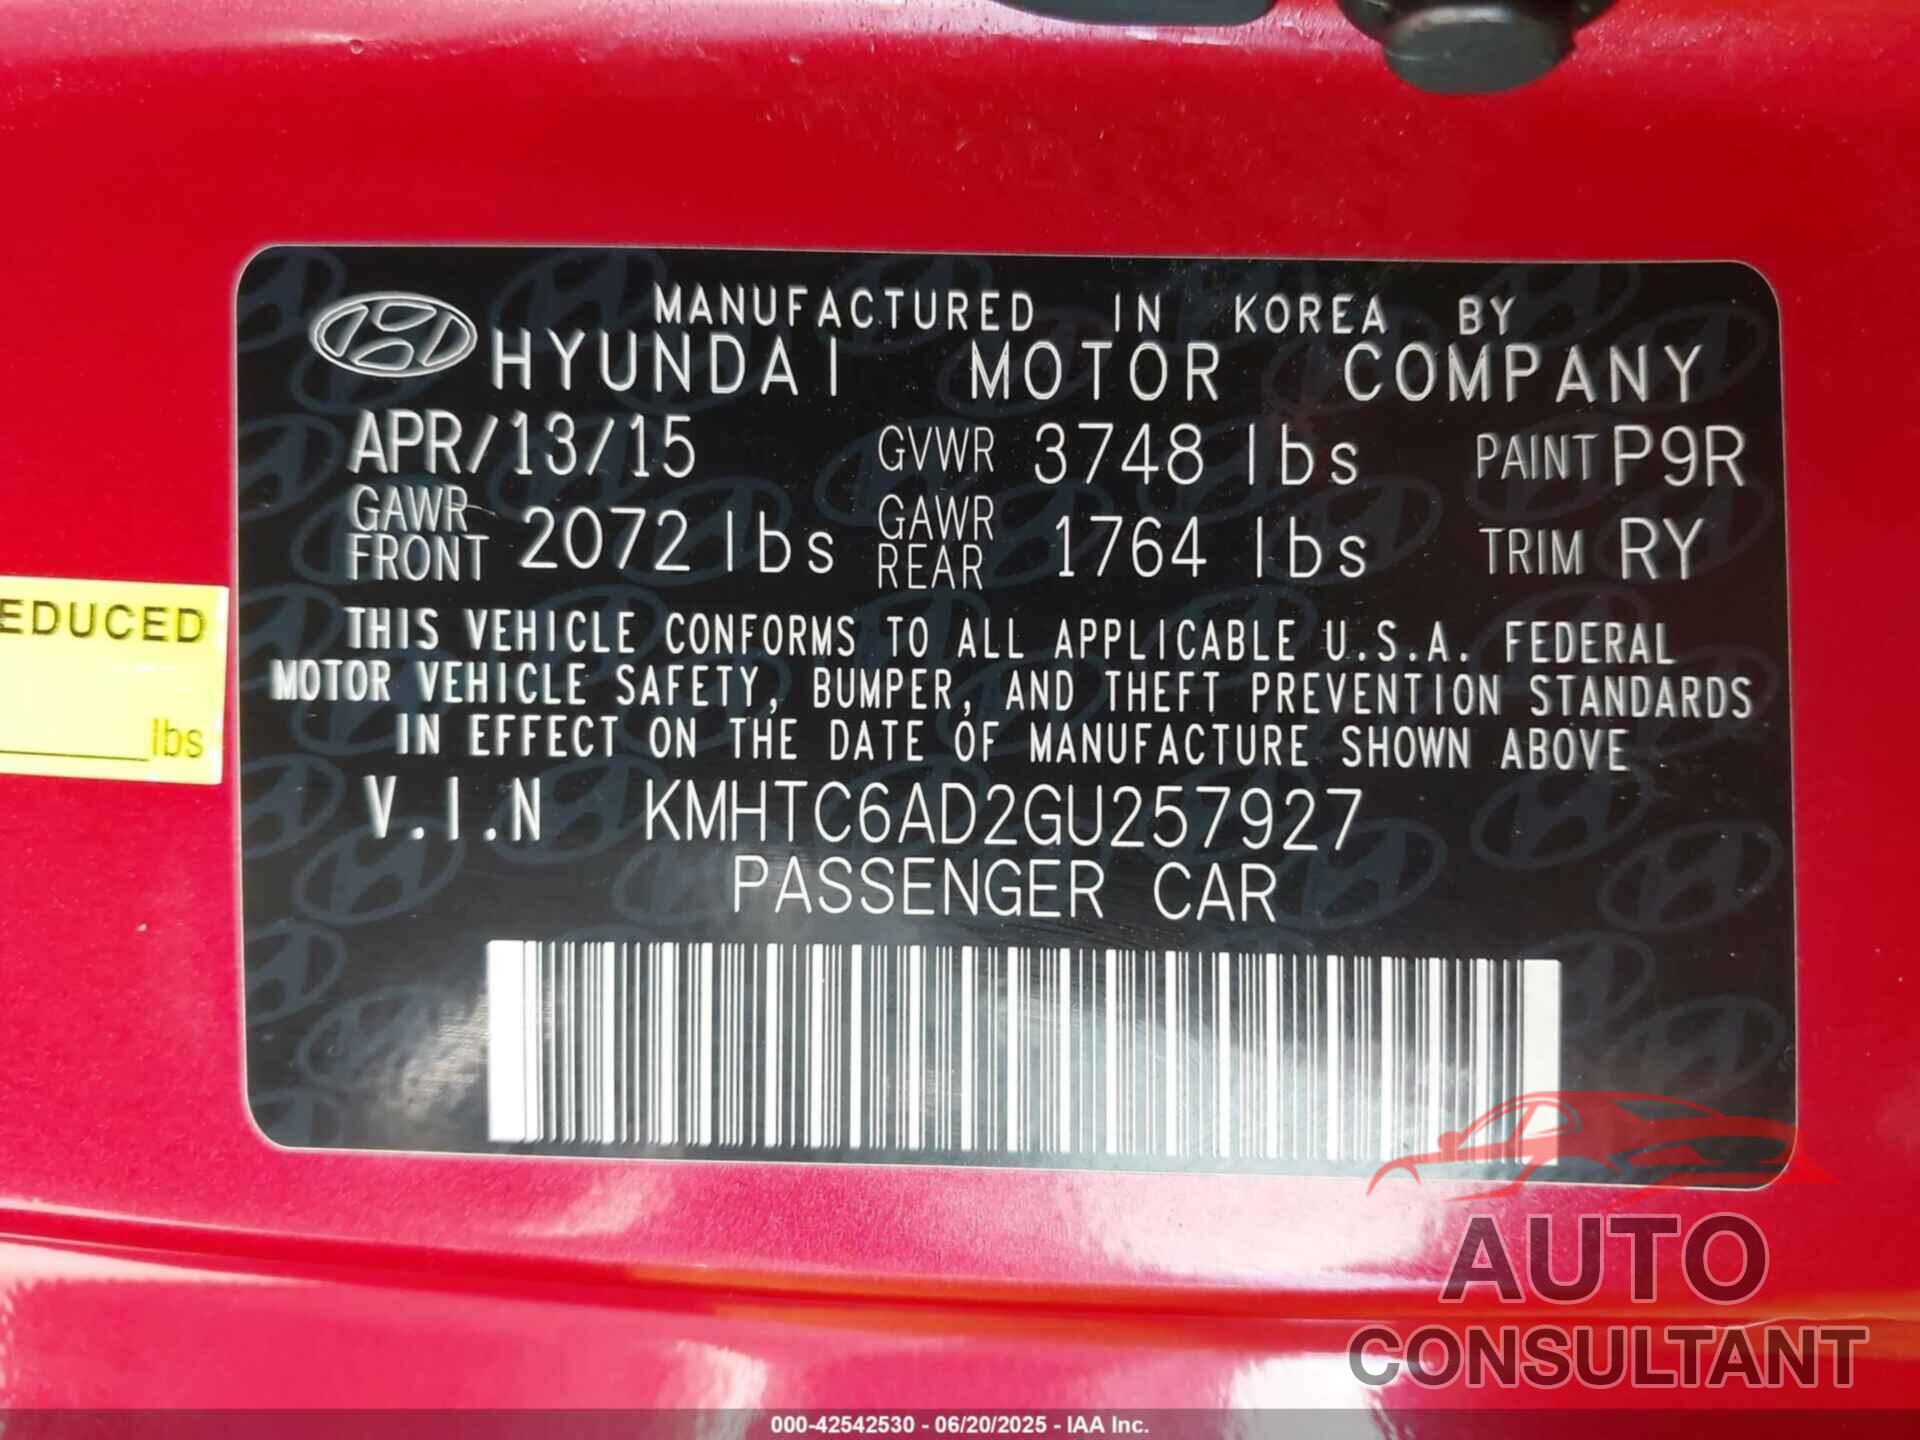 MANUFACTURED IN KOREA BY
HYUNDAI MOTOR COMPANY
APR/13/15 GVWR 3748 lbs PAINT P9R
GAWR FRONT 2072 lbs GAWR REAR 1764 lbs TRIM RY
THIS VEHICLE CONFORMS TO ALL APPLICABLE U.S.A. FEDERAL
MOTOR VEHICLE SAFETY, BUMPER, AND THEFT PREVENTION STANDARDS
IN EFFECT ON THE DATE OF MANUFACTURE SHOWN ABOVE
V.I.N KMHTC6AD2GU257927
PASSENGER CAR
EDUCED
lbs
AUTO
CONSULTANT
000-42542530 - 06/20/2025 - IAA Inc.